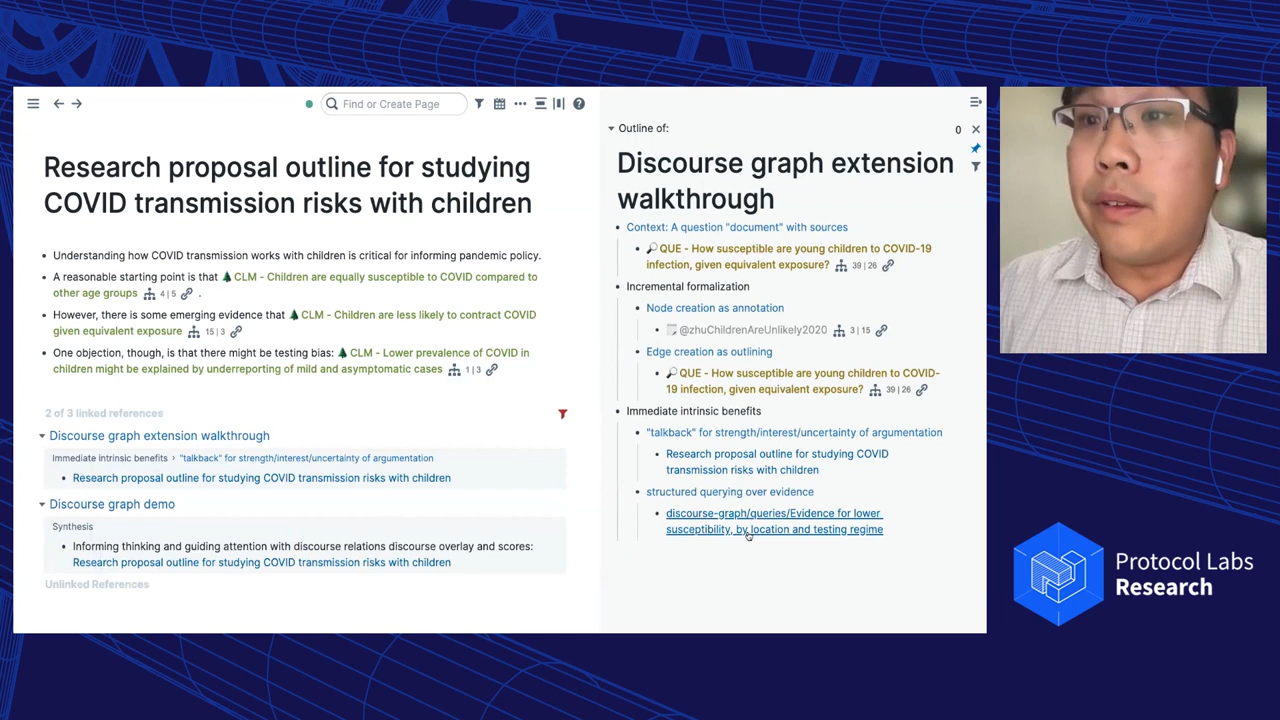 Find or Create Page
Research proposal outline for studying
COVID transmission risks with children
Understanding how COVID transmission works with children is critical for informing pandemic policy.
A reasonable starting point is that 🌲CLM - Children are equally susceptible to COVID compared to
other age groups 4 | 5 .
However, there is some emerging evidence that 🌲CLM - Children are less likely to contract COVID
given equivalent exposure 15 | 3
One objection, though, is that there might be testing bias: 🌲CLM - Lower prevalence of COVID in
children might be explained by underreporting of mild and asymptomatic cases 1 | 3
2 of 3 linked references
Discourse graph extension walkthrough
Immediate intrinsic benefits › "talkback" for strength/interest/uncertainty of argumentation
Research proposal outline for studying COVID transmission risks with children
Discourse graph demo
Synthesis
Informing thinking and guiding attention with discourse relations discourse overlay and scores:
Research proposal outline for studying COVID transmission risks with children
Unlinked References
Outline of: 0
Discourse graph extension
walkthrough
Context: A question "document" with sources
🔎QUE - How susceptible are young children to COVID-19
infection, given equivalent exposure? 39 | 26
Incremental formalization
Node creation as annotation
@zhuChildrenAreUnlikely2020 3 | 15
Edge creation as outlining
🔎QUE - How susceptible are young children to COVID-
19 infection, given equivalent exposure? 39 | 26
Immediate intrinsic benefits
"talkback" for strength/interest/uncertainty of argumentation
Research proposal outline for studying COVID
transmission risks with children
structured querying over evidence
discourse-graph/queries/Evidence for lower
susceptibility, by location and testing regime
Protocol Labs
Research